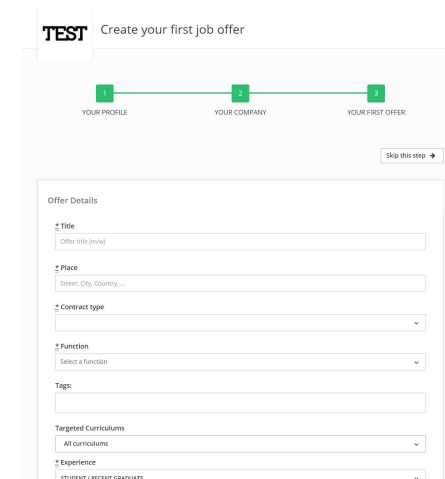 TEST
Create your first job offer
1
2
3
YOUR PROFILE
YOUR COMPANY
YOUR FIRST OFFER
Skip this step →
Offer Details
* Title
Offer title (m/w)
* Place
Street, City, Country, ...
* Contract type
* Function
Select a function
Tags:
Targeted Curriculums
All curriculums
* Experience
STUDENT / RECENT GRADUATE